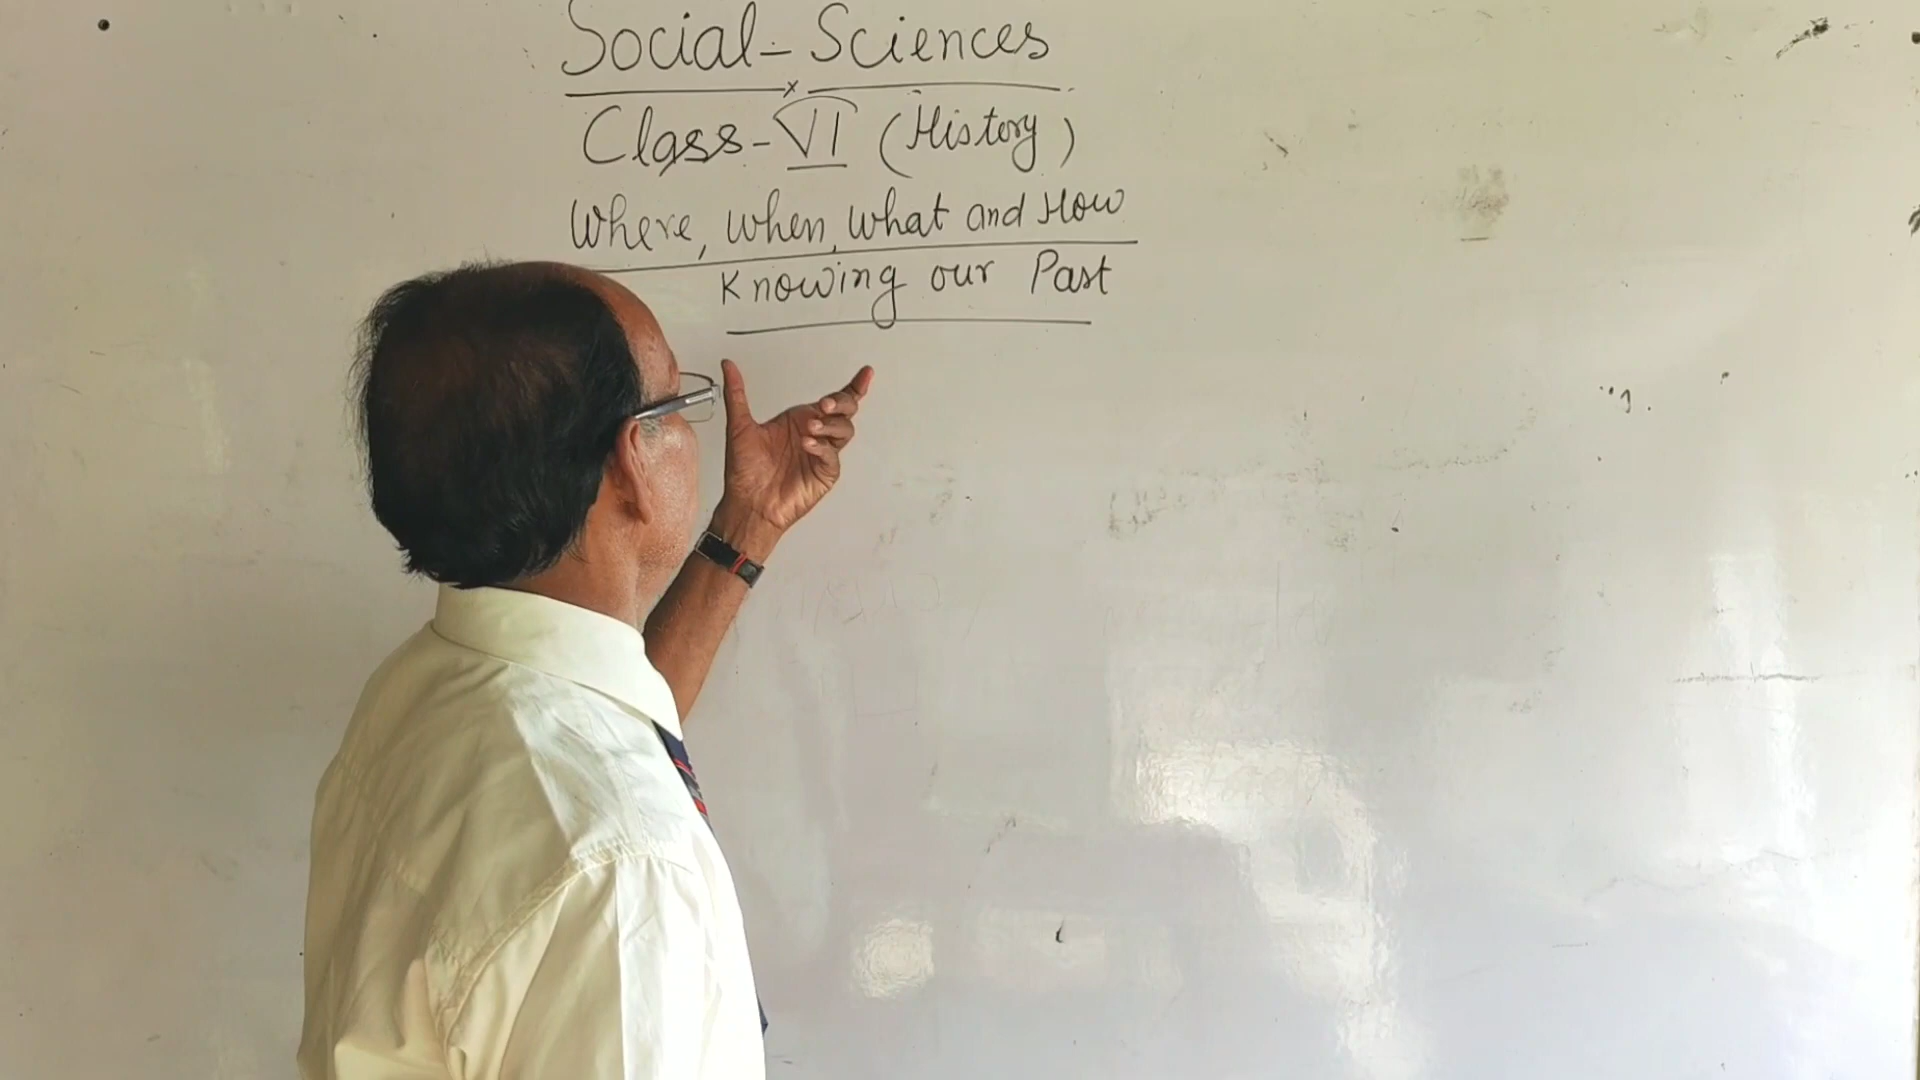 Social - Sciences
x
Class - VI (History)
Where, When, What and How
Knowing our Past